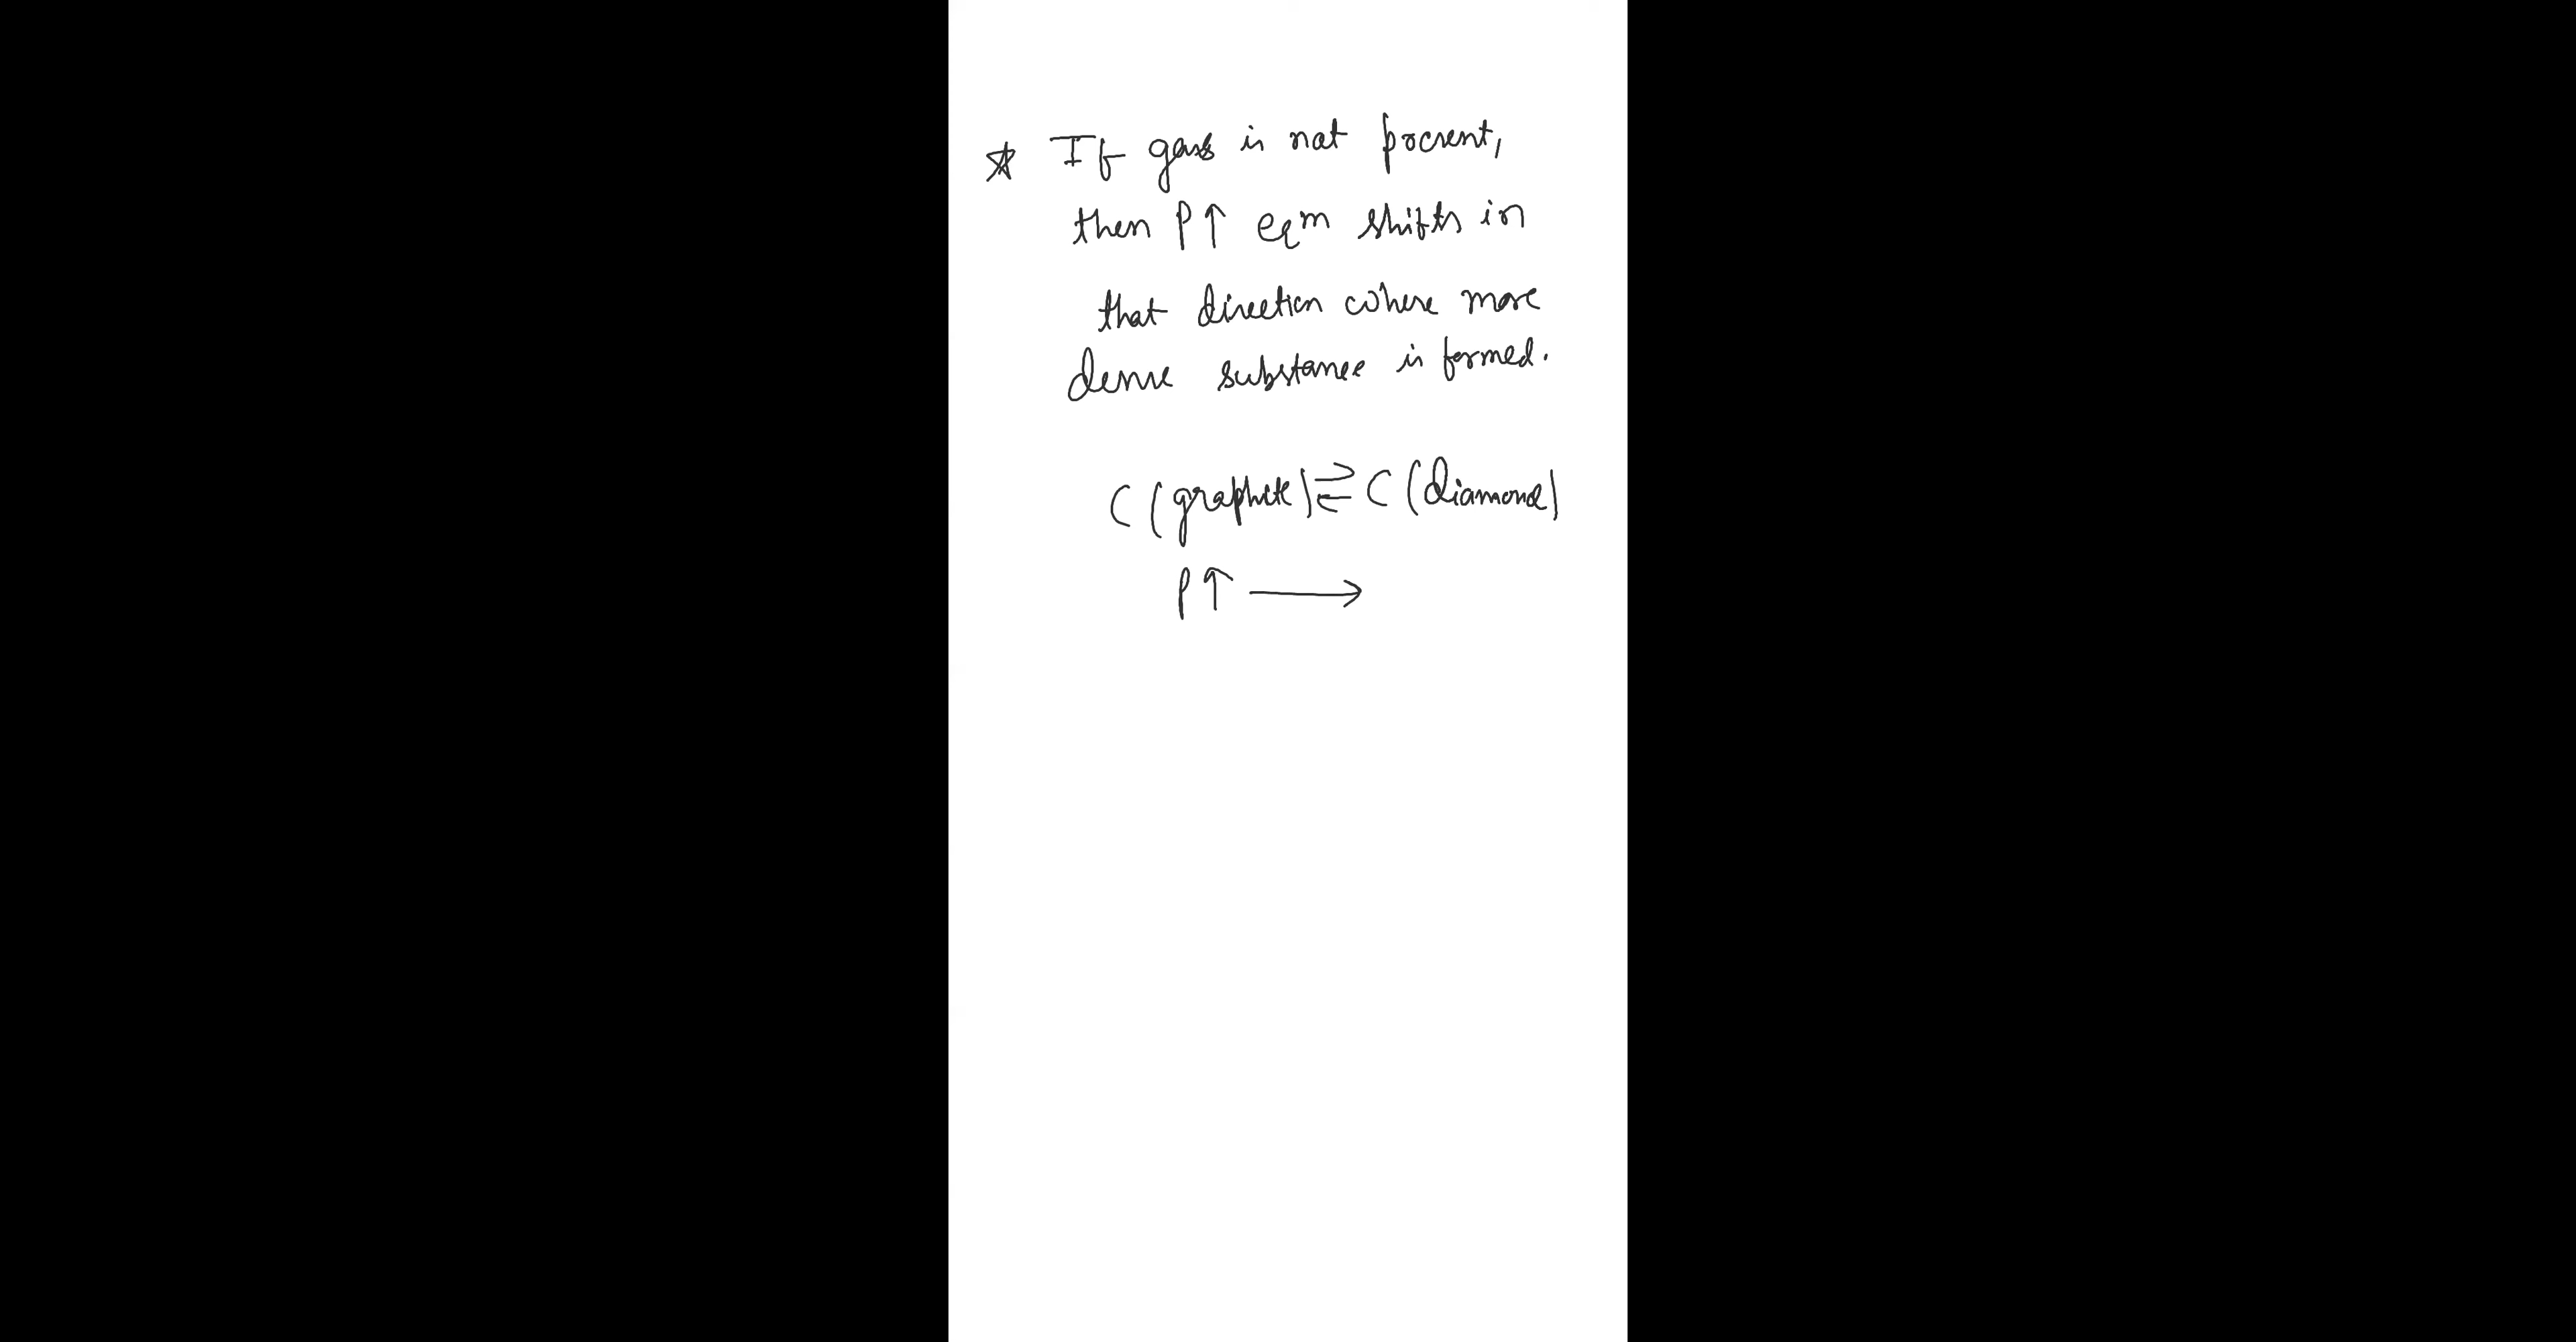 ☆ If gas is not present,
then P↑ eqm shifts in
that direction where more
dense substance is formed.
C (graphite) ⇌ C (diamond)
P↑ ⟶